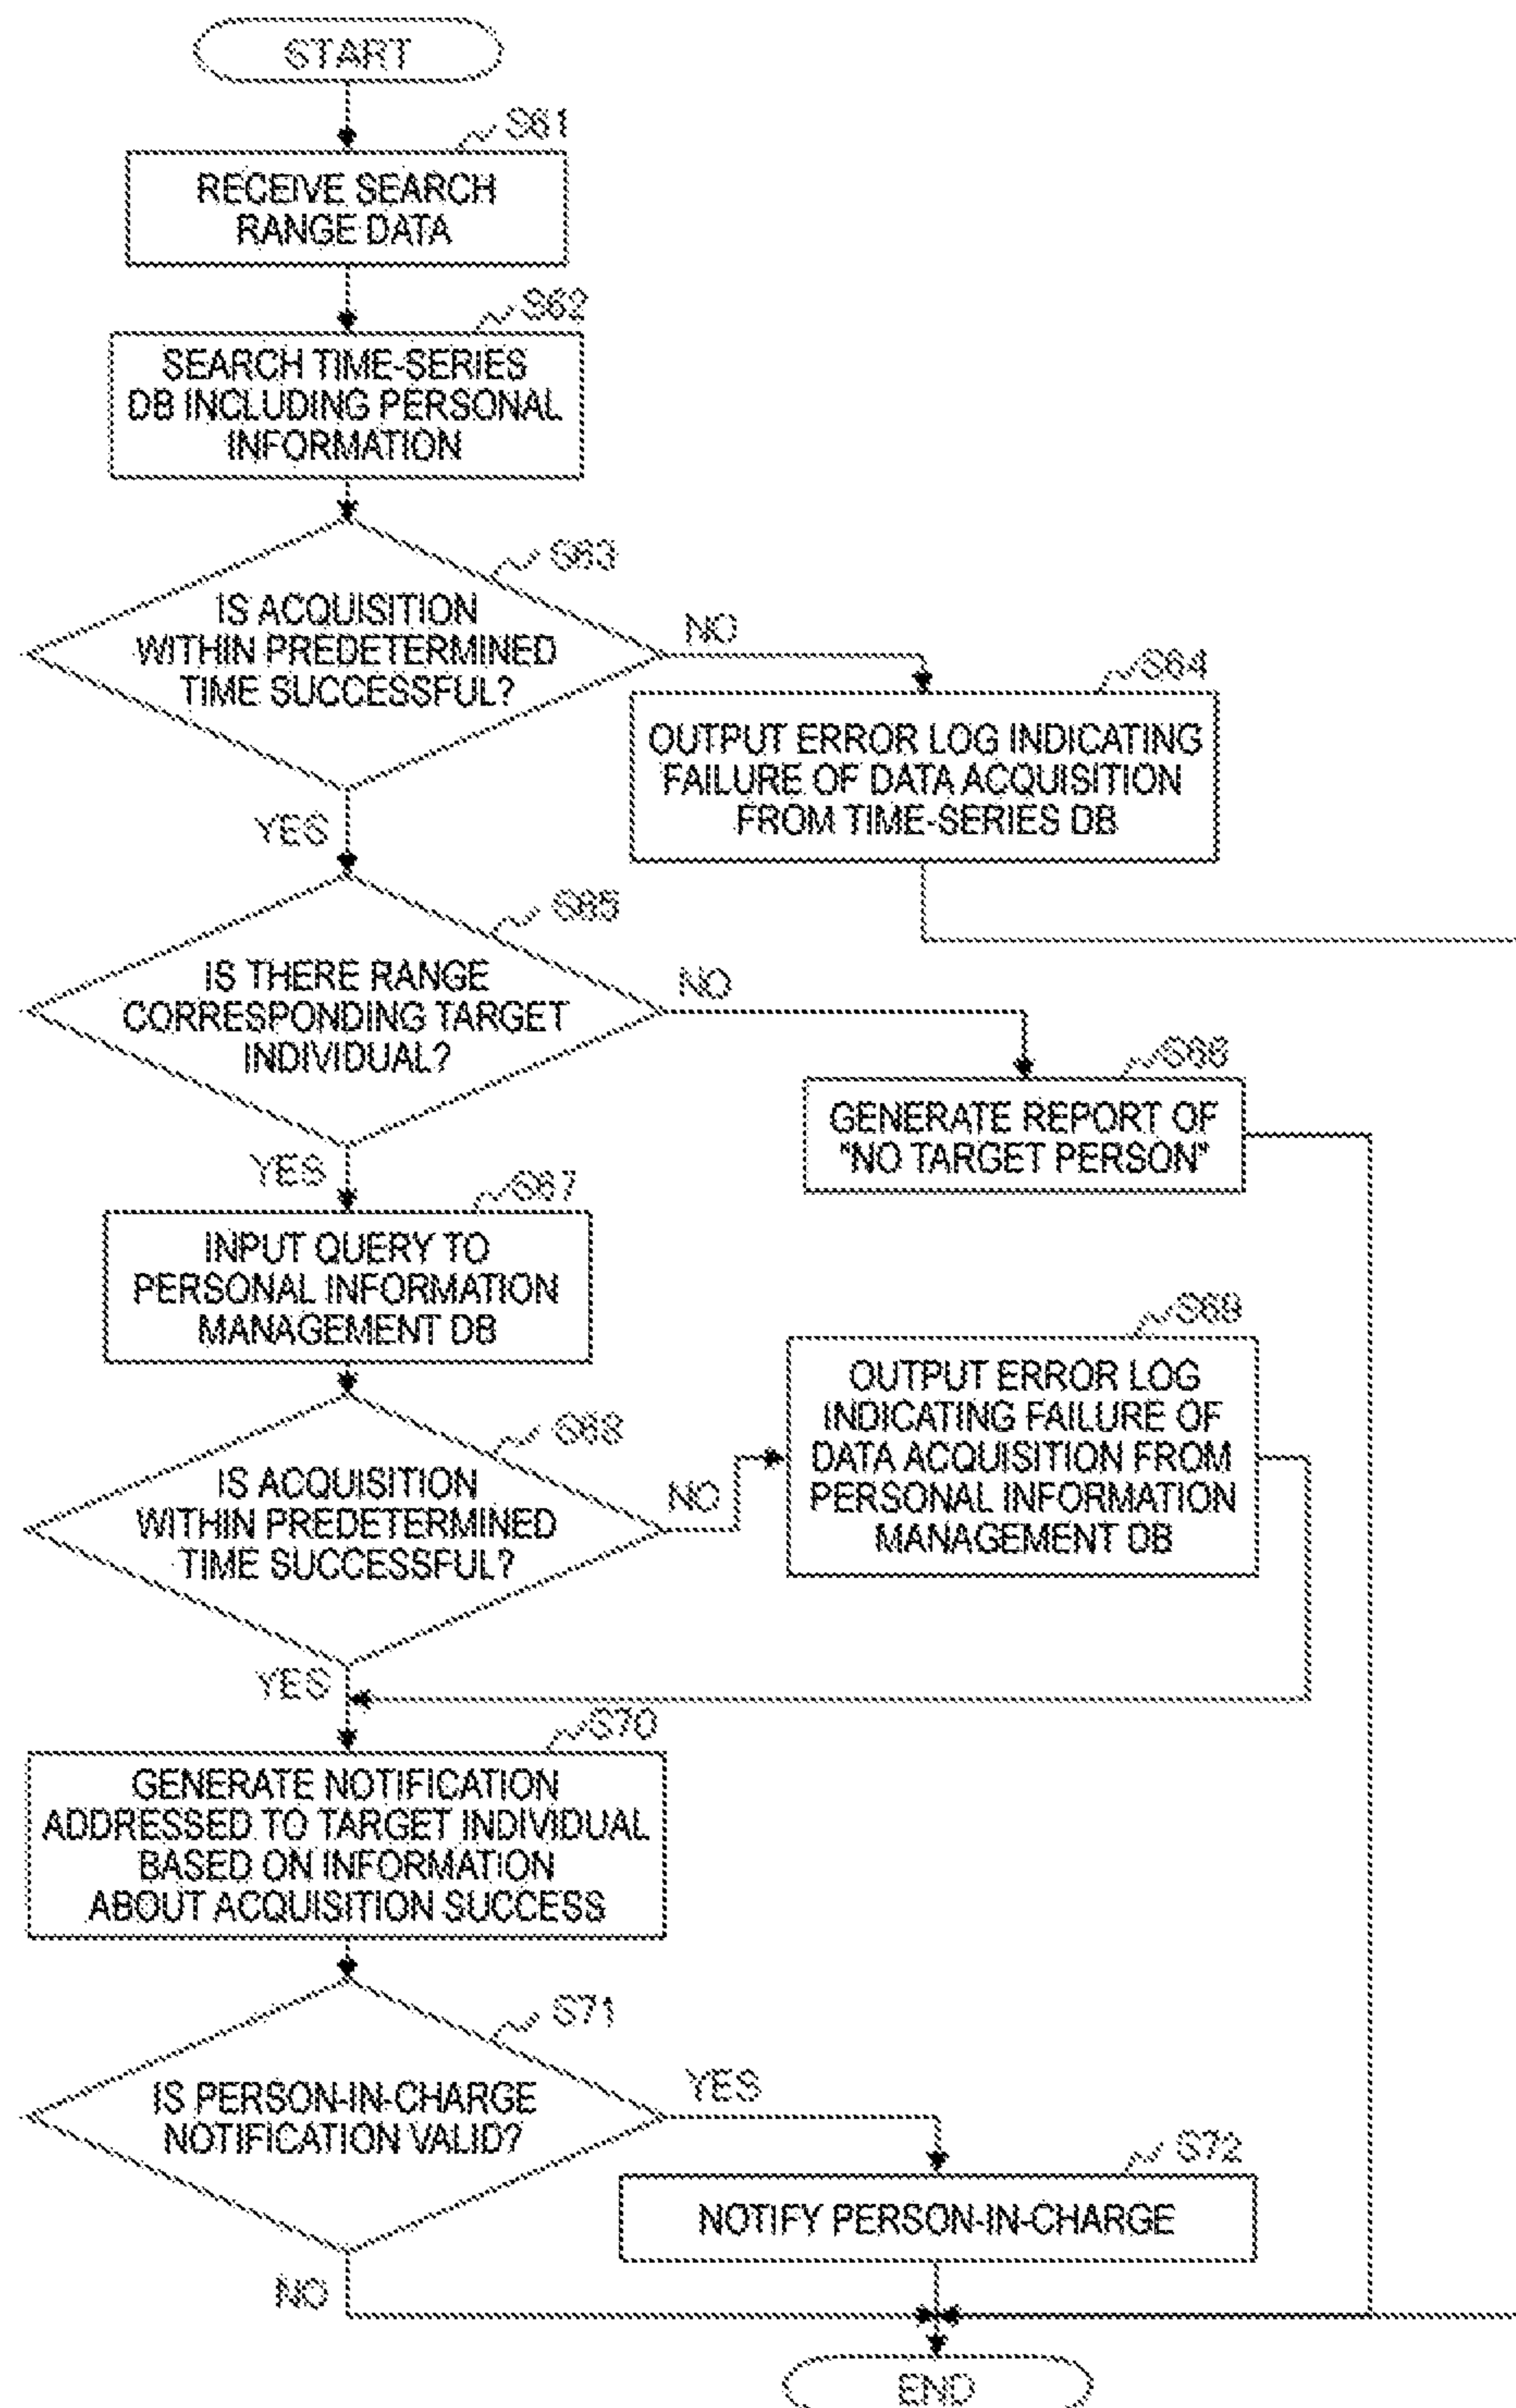 START
S61
RECEIVE SEARCH
RANGE DATA
S62
SEARCH TIME-SERIES
DB INCLUDING PERSONAL
INFORMATION
S63
IS ACQUISITION
WITHIN PREDETERMINED
TIME SUCCESSFUL?
NO
YES
S64
OUTPUT ERROR LOG INDICATING
FAILURE OF DATA ACQUISITION
FROM TIME-SERIES DB
S65
IS THERE RANGE
CORRESPONDING TARGET
INDIVIDUAL?
NO
YES
S66
GENERATE REPORT OF
"NO TARGET PERSON"
S67
INPUT QUERY TO
PERSONAL INFORMATION
MANAGEMENT DB
S68
IS ACQUISITION
WITHIN PREDETERMINED
TIME SUCCESSFUL?
NO
YES
S69
OUTPUT ERROR LOG
INDICATING FAILURE OF
DATA ACQUISITION FROM
PERSONAL INFORMATION
MANAGEMENT DB
S70
GENERATE NOTIFICATION
ADDRESSED TO TARGET INDIVIDUAL
BASED ON INFORMATION
ABOUT ACQUISITION SUCCESS
S71
IS PERSON-IN-CHARGE
NOTIFICATION VALID?
YES
NO
S72
NOTIFY PERSON-IN-CHARGE
END